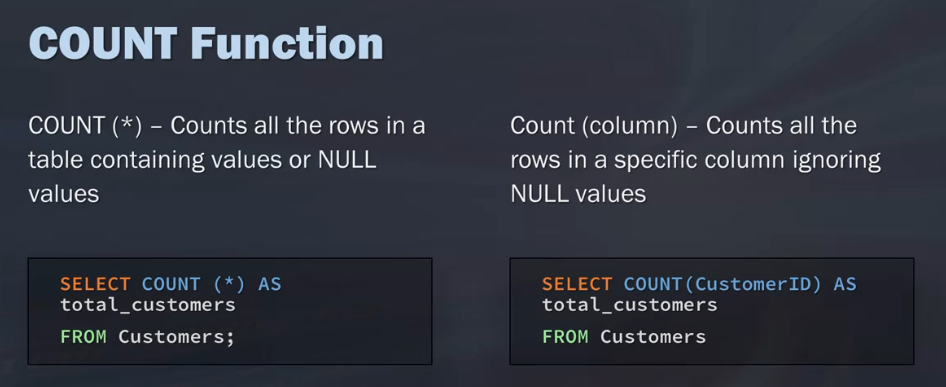 COUNT Function
COUNT (*) – Counts all the rows in a
table containing values or NULL
values
SELECT COUNT (*) AS
total_customers
FROM Customers;
Count (column) – Counts all the
rows in a specific column ignoring
NULL values
SELECT COUNT(CustomerID) AS
total_customers
FROM Customers